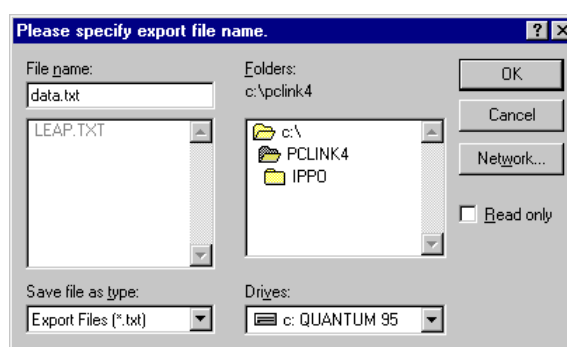 Please specify export file name.
File name:
data.txt
LEAP.TXT
Save file as type:
Export Files (*.txt)
Folders:
c:\pclink4
c:\
PCLINK4
IPPO
Drives:
c: QUANTUM 95
OK
Cancel
Network...
Read only